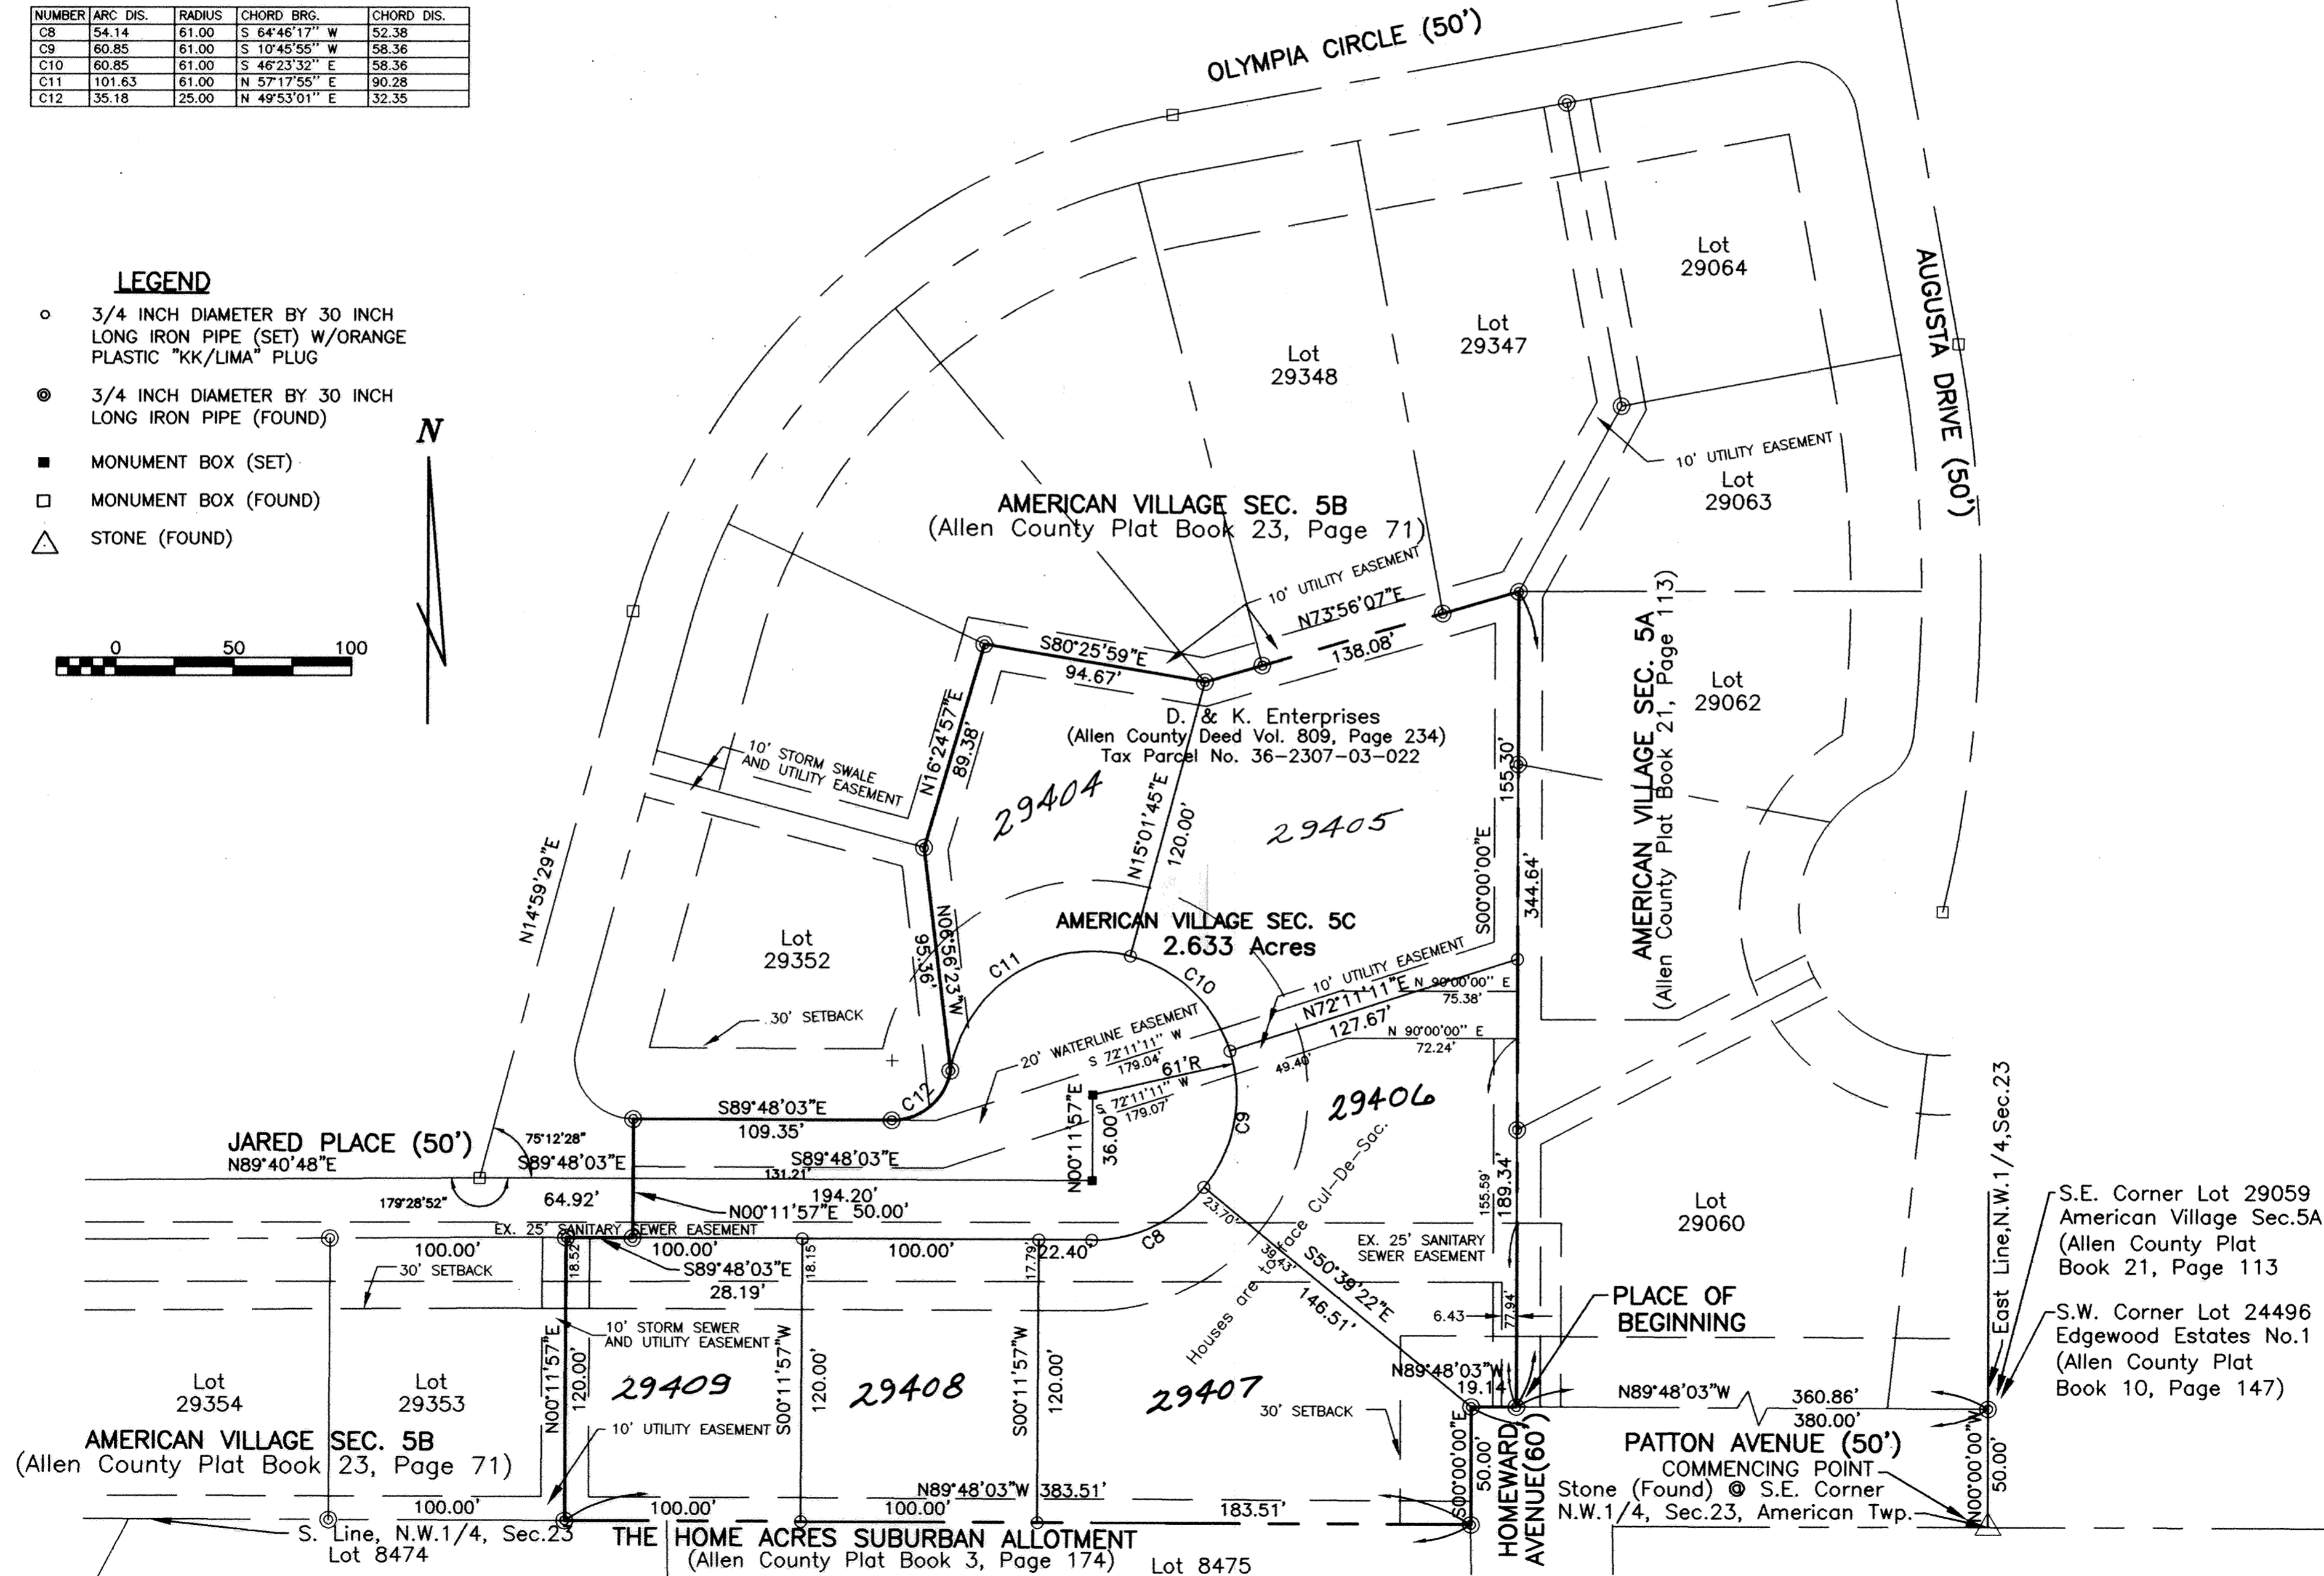 NUMBER ARC DIS. RADIUS CHORD BRG. CHORD DIS.
C8 54.14 61.00 S 64°46'17" W 52.38
C9 60.85 61.00 S 10°45'55" W 58.36
C10 60.85 61.00 S 46°23'32" E 58.36
C11 101.63 61.00 N 57°17'55" E 90.28
C12 35.18 25.00 N 49°53'01" E 32.35
OLYMPIA CIRCLE (50')
LEGEND
3/4 INCH DIAMETER BY 30 INCH
LONG IRON PIPE (SET) W/ORANGE
PLASTIC "KK/LIMA" PLUG
3/4 INCH DIAMETER BY 30 INCH
LONG IRON PIPE (FOUND)
MONUMENT BOX (SET)
MONUMENT BOX (FOUND)
STONE (FOUND)
N
0 50 100
Lot
29064
Lot
29347
Lot
29348
AUGUSTA DRIVE (50')
10' UTILITY EASEMENT
Lot
29063
AMERICAN VILLAGE SEC. 5B
(Allen County Plat Book 23, Page 71)
10' UTILITY EASEMENT
N73°56'07"E
138.08'
S80°25'59"E
94.67'
AMERICAN VILLAGE SEC. 5A
(Allen County Plat Book 21, Page 113)
Lot
29062
D. & K. Enterprises
(Allen County Deed Vol. 809, Page 234)
Tax Parcel No. 36-2307-03-022
N16°24'57"E
89.38'
10' STORM SWALE
AND UTILITY EASEMENT
29404
N15°01'45"E
120.00'
29405
155.30'
S00°00'00"E
344.64'
N14°59'29"E
Lot
29352
N06°56'23"W
95.36'
AMERICAN VILLAGE SEC. 5C
2.633 Acres
C11
C10
10' UTILITY EASEMENT
N72°11'11"E
127.67'
N 90°00'00" E
75.38'
N 90°00'00" E
72.24'
30' SETBACK
20' WATERLINE EASEMENT
S 72°11'11" W
179.04'
61'R
S 72°11'11" W
179.07'
49.40'
C12
S89°48'03"E
109.35'
N00°11'57"E
36.00'
C9
29406
Houses are to face Cul-De-Sac.
JARED PLACE (50')
N89°40'48"E
75°12'28"
S89°48'03"E
S89°48'03"E
131.21'
179°28'52"
64.92'
194.20'
N00°11'57"E 50.00'
EX. 25' SANITARY SEWER EASEMENT
100.00'
100.00'
100.00'
22.40'
C8
23.70'
39.43'
S50°39'22"E
146.51'
EX. 25' SANITARY
SEWER EASEMENT
155.59'
189.34'
Lot
29060
East Line,N.W.1/4,Sec.23
S.E. Corner Lot 29059
American Village Sec.5A
(Allen County Plat
Book 21, Page 113
S.W. Corner Lot 24496
Edgewood Estates No.1
(Allen County Plat
Book 10, Page 147)
30' SETBACK
18.52'
18.15'
17.79'
S89°48'03"E
28.19'
6.43
77.94'
PLACE OF
BEGINNING
10' STORM SEWER
AND UTILITY EASEMENT
N00°11'57"E
120.00'
S00°11'57"W
120.00'
S00°11'57"W
120.00'
N89°48'03"W
19.14
N89°48'03"W 360.86'
380.00'
Lot
29354
Lot
29353
29409
29408
29407
30' SETBACK
10' UTILITY EASEMENT
AMERICAN VILLAGE SEC. 5B
(Allen County Plat Book 23, Page 71)
S00°00'00"E
50.00'
HOMEWARD
AVENUE(60')
PATTON AVENUE (50')
COMMENCING POINT
Stone (Found) @ S.E. Corner
N.W.1/4, Sec.23, American Twp.
N00°00'00"W
50.00'
N89°48'03"W 383.51'
100.00'
100.00'
100.00'
183.51'
S. Line, N.W.1/4, Sec.23
Lot 8474
THE HOME ACRES SUBURBAN ALLOTMENT
(Allen County Plat Book 3, Page 174)
Lot 8475